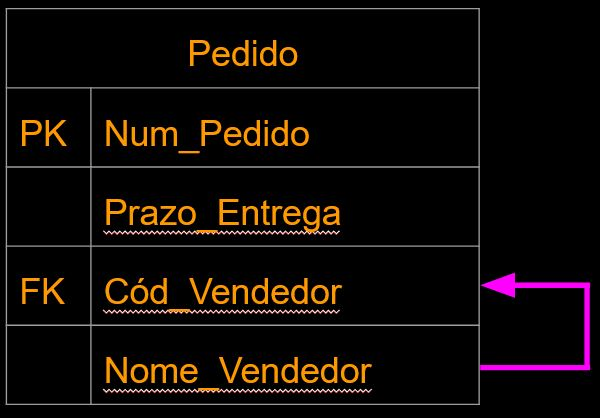 Pedido
PK Num_Pedido
Prazo_Entrega
FK Cód_Vendedor
Nome_Vendedor